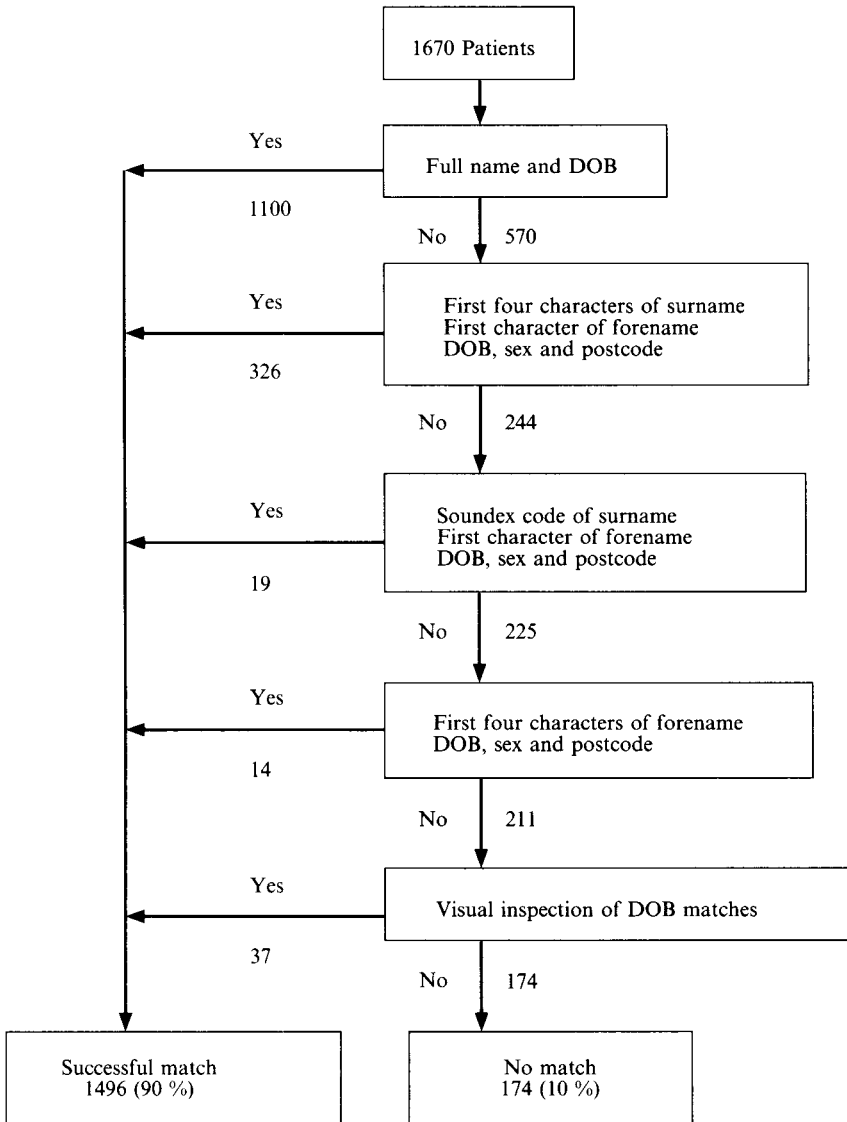 1670 Patients
Yes
Full name and DOB
1100
No 570
Yes
First four characters of surname
First character of forename
DOB, sex and postcode
326
No 244
Yes
Soundex code of surname
First character of forename
DOB, sex and postcode
19
No 225
Yes
First four characters of forename
DOB, sex and postcode
14
No 211
Yes
Visual inspection of DOB matches
37
No 174
Successful match
1496 (90 %)
No match
174 (10 %)